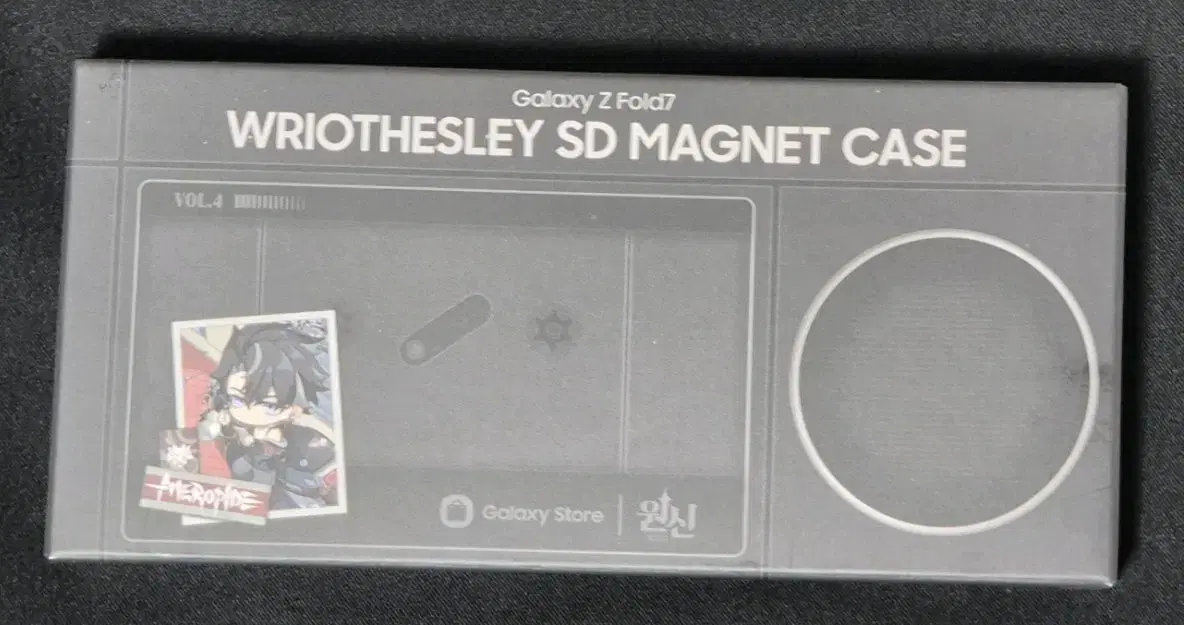 Galaxy Z Fold7
WRIOTHESLEY SD MAGNET CASE
VOL.4
MEROPIDE
Galaxy Store
원신